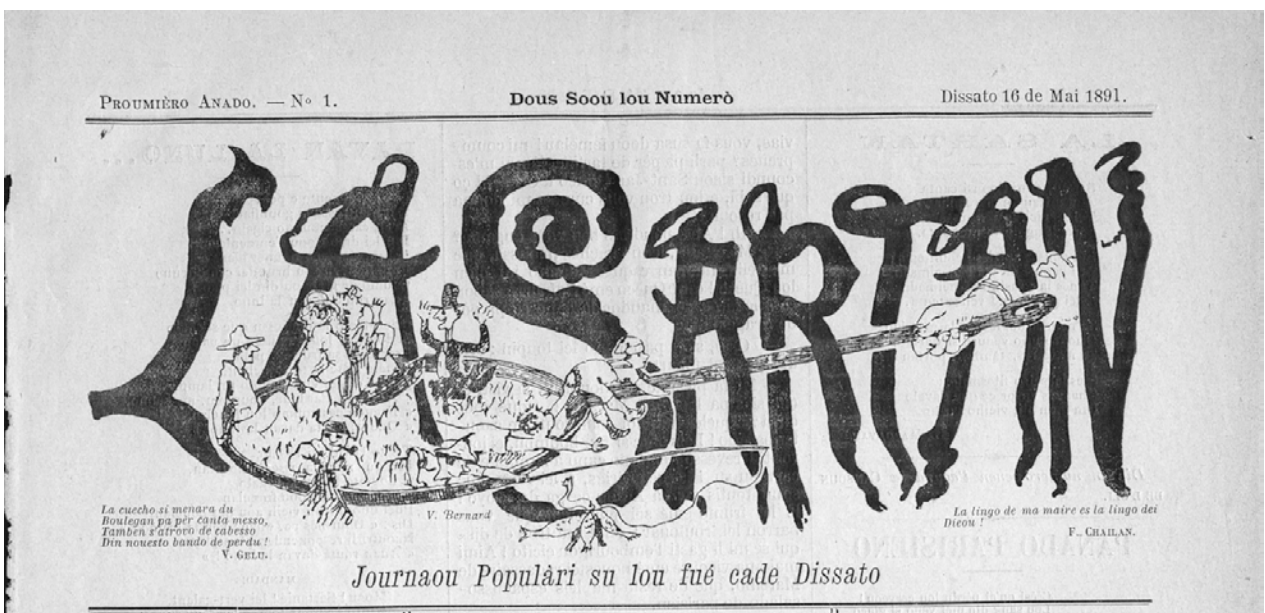 PROUMIÈRO ANADO. — N° 1.
Dous Soou lou Numerò
Dissato 16 de Mai 1891.
LA SARTAN
La cuecho si menara du
Boulegan pa pèr canta messo,
Tamben s'atrovo de cabesso
Din nouesto bando de perdu !
V. GELU.
V. Bernard
La lingo de ma maire es la lingo dei
Dieou !
F. CHAILAN.
Journaou Populàri su lou fué cade Dissato